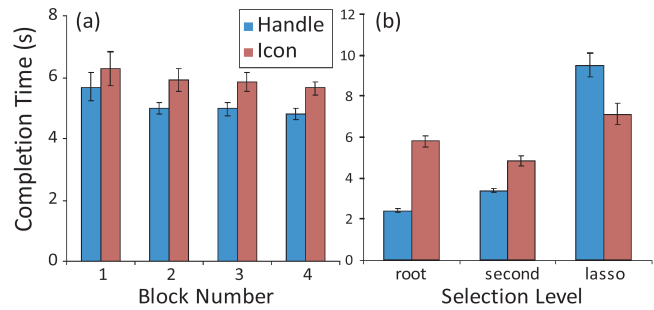 (a)
Handle
Icon
Completion Time (s)
8
6
4
2
0
1 2 3 4
Block Number
(b)
12
10
8
6
4
2
0
root second lasso
Selection Level